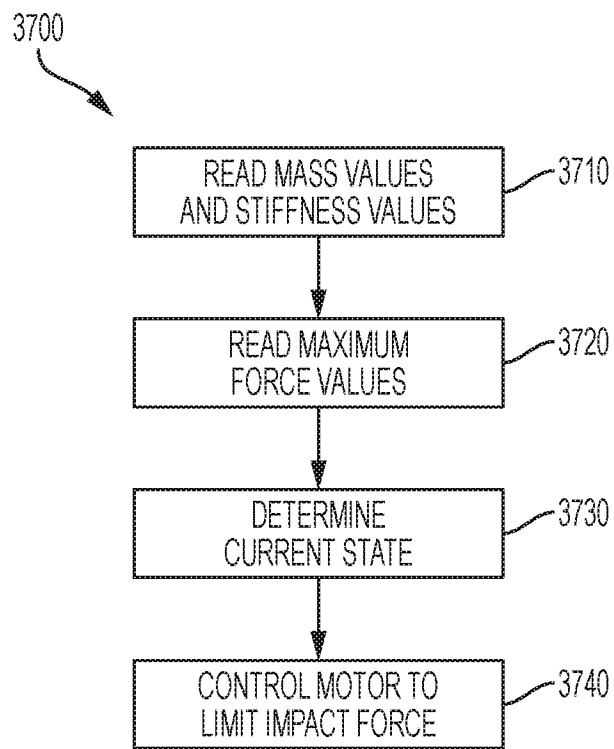 3700
READ MASS VALUES
AND STIFFNESS VALUES
3710
READ MAXIMUM
FORCE VALUES
3720
DETERMINE
CURRENT STATE
3730
CONTROL MOTOR TO
LIMIT IMPACT FORCE
3740